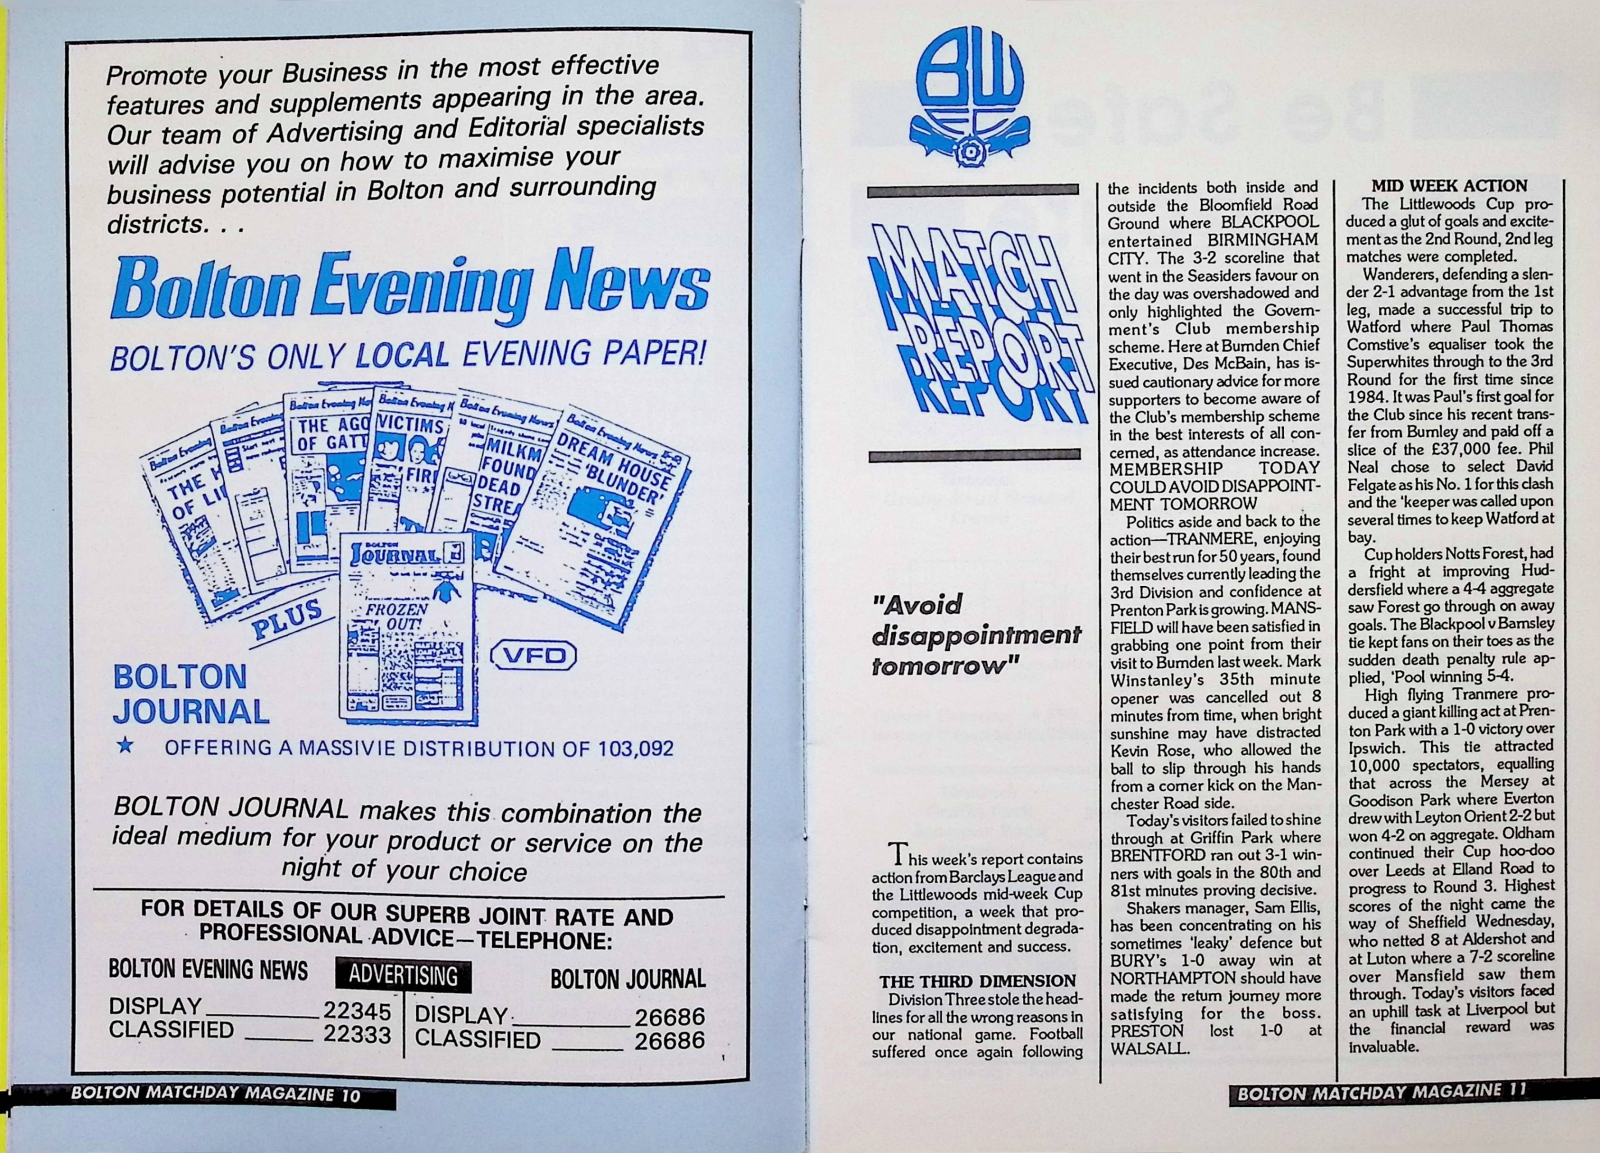 Promote your Business in the most effective
features and supplements appearing in the area.
Our team of Advertising and Editorial specialists
will advise you on how to maximise your
business potential in Bolton and surrounding
districts. . .
Bolton Evening News
BOLTON'S ONLY LOCAL EVENING PAPER!
Bolton Evening News
THE AGO
OF GATT
VICTIMS
FIR
MILKM
FOUND
DEAD
STREA
DREAM HOUSE
'BLUNDER'
THE H
OF LI
PLUS
BOLTON
JOURNAL
FROZEN
OUT!
VFD
BOLTON
JOURNAL
★ OFFERING A MASSIVIE DISTRIBUTION OF 103,092
BOLTON JOURNAL makes this combination the
ideal medium for your product or service on the
night of your choice
FOR DETAILS OF OUR SUPERB JOINT RATE AND
PROFESSIONAL ADVICE—TELEPHONE:
BOLTON EVENING NEWS ADVERTISING BOLTON JOURNAL
DISPLAY 22345 DISPLAY 26686
CLASSIFIED 22333 CLASSIFIED 26686
BOLTON MATCHDAY MAGAZINE 10
BW
FC
MATCH
REPORT
REPORT
"Avoid
disappointment
tomorrow"
This week's report contains
action from Barclays League and
the Littlewoods mid-week Cup
competition, a week that pro-
duced disappointment degrada-
tion, excitement and success.
THE THIRD DIMENSION
Division Three stole the head-
lines for all the wrong reasons in
our national game. Football
suffered once again following
the incidents both inside and
outside the Bloomfield Road
Ground where BLACKPOOL
entertained BIRMINGHAM
CITY. The 3-2 scoreline that
went in the Seasiders favour on
the day was overshadowed and
only highlighted the Govern-
ment's Club membership
scheme. Here at Burnden Chief
Executive, Des McBain, has is-
sued cautionary advice for more
supporters to become aware of
the Club's membership scheme
in the best interests of all con-
cerned, as attendance increase.
MEMBERSHIP TODAY
COULD AVOID DISAPPOINT-
MENT TOMORROW
Politics aside and back to the
action—TRANMERE, enjoying
their best run for 50 years, found
themselves currently leading the
3rd Division and confidence at
Prenton Park is growing. MANS-
FIELD will have been satisfied in
grabbing one point from their
visit to Burnden last week. Mark
Winstanley's 35th minute
opener was cancelled out 8
minutes from time, when bright
sunshine may have distracted
Kevin Rose, who allowed the
ball to slip through his hands
from a corner kick on the Man-
chester Road side.
Today's visitors failed to shine
through at Griffin Park where
BRENTFORD ran out 3-1 win-
ners with goals in the 80th and
81st minutes proving decisive.
Shakers manager, Sam Ellis,
has been concentrating on his
sometimes 'leaky' defence but
BURY's 1-0 away win at
NORTHAMPTON should have
made the return journey more
satisfying for the boss.
PRESTON lost 1-0 at
WALSALL.
MID WEEK ACTION
The Littlewoods Cup pro-
duced a glut of goals and excite-
ment as the 2nd Round, 2nd leg
matches were completed.
Wanderers, defending a slen-
der 2-1 advantage from the 1st
leg, made a successful trip to
Watford where Paul Thomas
Comstive's equaliser took the
Superwhites through to the 3rd
Round for the first time since
1984. It was Paul's first goal for
the Club since his recent trans-
fer from Burnley and paid off a
slice of the £37,000 fee. Phil
Neal chose to select David
Felgate as his No. 1 for this clash
and the 'keeper was called upon
several times to keep Watford at
bay.
Cup holders Notts Forest, had
a fright at improving Hud-
dersfield where a 4-4 aggregate
saw Forest go through on away
goals. The Blackpool v Barnsley
tie kept fans on their toes as the
sudden death penalty rule ap-
plied, 'Pool winning 5-4.
High flying Tranmere pro-
duced a giant killing act at Pren-
ton Park with a 1-0 victory over
Ipswich. This tie attracted
10,000 spectators, equalling
that across the Mersey at
Goodison Park where Everton
drew with Leyton Orient 2-2 but
won 4-2 on aggregate. Oldham
continued their Cup hoo-doo
over Leeds at Elland Road to
progress to Round 3. Highest
scores of the night came the
way of Sheffield Wednesday,
who netted 8 at Aldershot and
at Luton where a 7-2 scoreline
over Mansfield saw them
through. Today's visitors faced
an uphill task at Liverpool but
the financial reward was
invaluable.
BOLTON MATCHDAY MAGAZINE 11